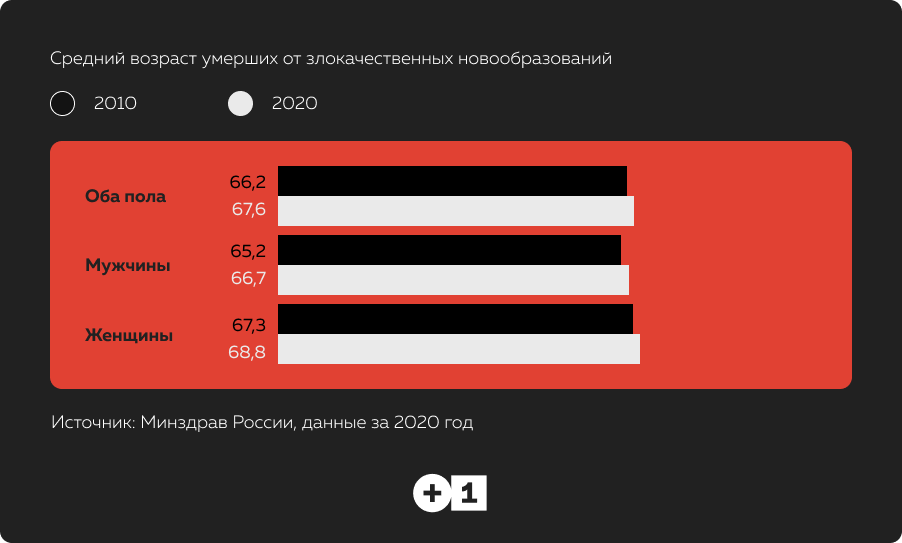 Средний возраст умерших от злокачественных новообразований
2010 2020
Оба пола 66,2
67,6
Мужчины 65,2
66,7
Женщины 67,3
68,8
Источник: Минздрав России, данные за 2020 год
+1